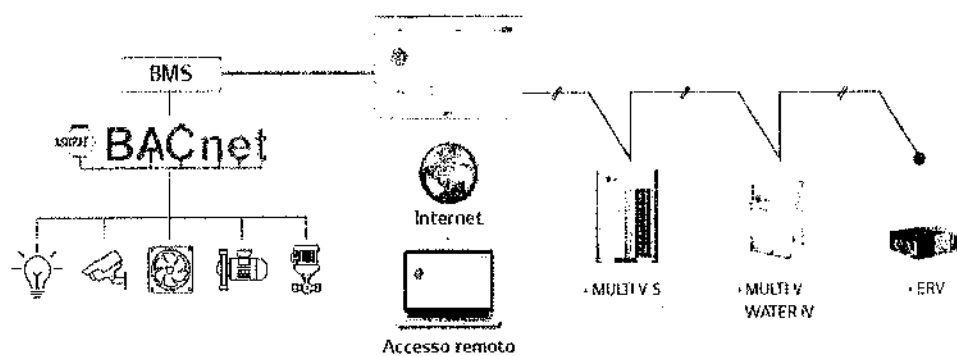 BMS
BACnet
Internet
Accesso remoto
• MULTI V S
• MULTI V
WATER IV
• ERV